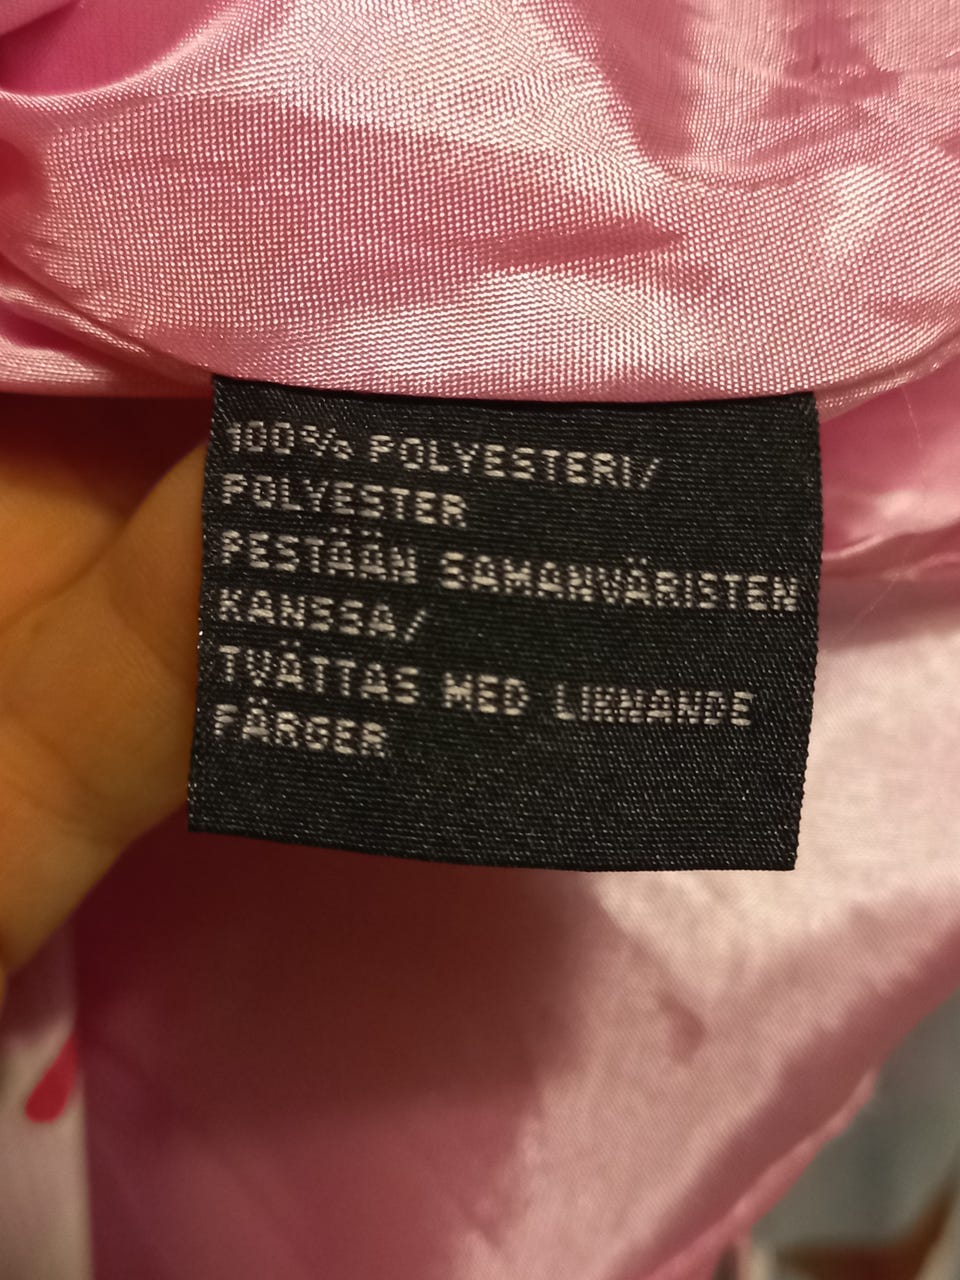 100% POLYESTERI/
POLYESTER
PESTÄÄN SAMANVÄRISTEN
KANSSA/
TVÄTTAS MED LIKNANDE
FÄRGER